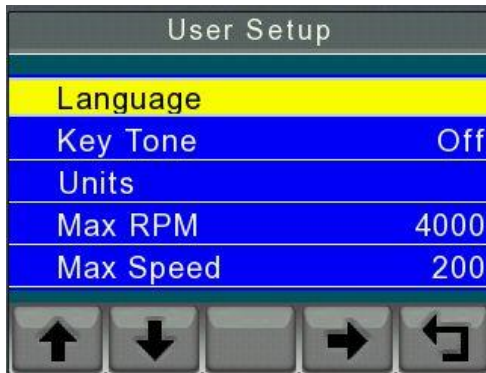 User Setup
Language
Key Tone Off
Units
Max RPM 4000
Max Speed 200